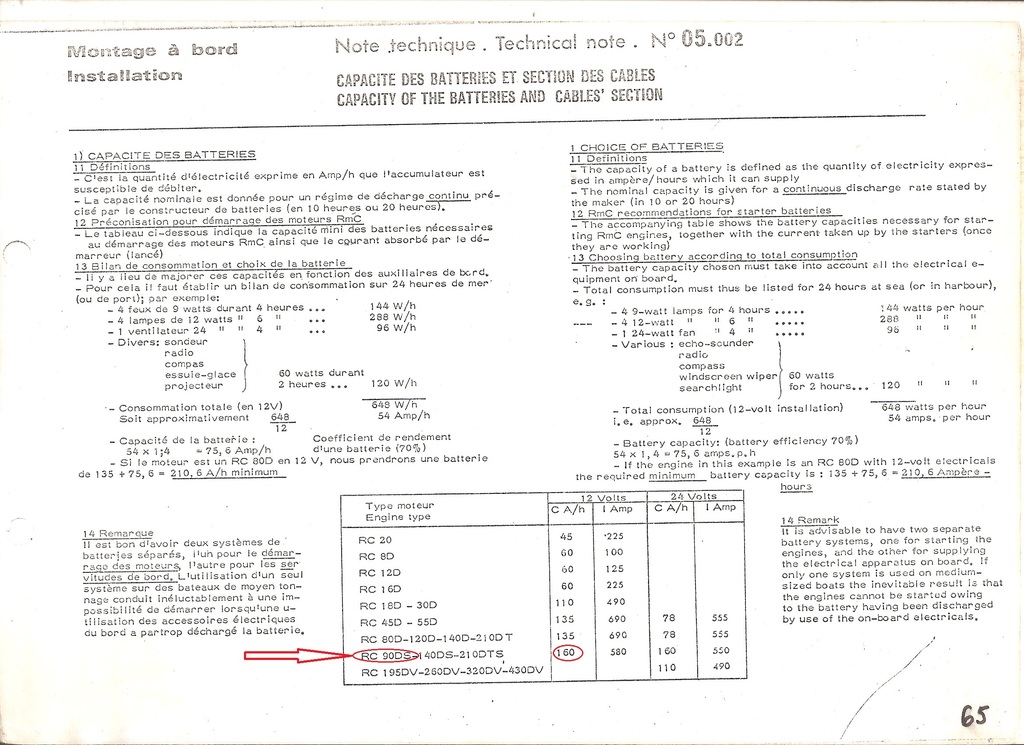 Montage à bord
Installation
Note technique . Technical note . N° 05.002
CAPACITE DES BATTERIES ET SECTION DES CABLES
CAPACITY OF THE BATTERIES AND CABLES' SECTION
1) CAPACITE DES BATTERIES
11 Définitions
- C'est la quantité d'électricité exprime en Amp/h que l'accumulateur est
susceptible de débiter.
- La capacité nominale est donnée pour un régime de décharge continu pré-
cisé par le constructeur de batteries (en 10 heures ou 20 heures).
12 Préconisation pour démarrage des moteurs RmC
- Le tableau ci-dessous indique la capacité mini des batteries nécessaires
au démarrage des moteurs RmC ainsi que le courant absorbé par le dé-
marreur (lancé)
13 Bilan de consommation et choix de la batterie
- Il y a lieu de majorer ces capacités en fonction des auxiliaires de bord.
- Pour cela il faut établir un bilan de consommation sur 24 heures de mer
(ou de port); par exemple:
- 4 feux de 9 watts durant 4 heures ... 144 W/h
- 4 lampes de 12 watts " 6 " ... 288 W/h
- 1 ventilateur 24 " " 4 " ... 96 W/h
- Divers: sondeur
radio
compas
essuie-glace 60 watts durant
projecteur 2 heures ... 120 W/h
- Consommation totale (en 12V) 648 W/h
Soit approximativement 648 54 Amp/h
12
- Capacité de la batterie : Coefficient de rendement
54 x 1;4 = 75,6 Amp/h d'une batterie (70%)
- Si le moteur est un RC 80D en 12 V, nous prendrons une batterie
de 135 + 75,6 = 210,6 A/h minimum
1 CHOICE OF BATTERIES
11 Definitions
- The capacity of a battery is defined as the quantity of electricity expres-
sed in ampère/hours which it can supply
- The nominal capacity is given for a continuous discharge rate stated
by the maker (in 10 or 20 hours)
12 RmC recommendations for starter batteries
- The accompanying table shows the battery capacities necessary for star-
ting RmC engines, together with the current taken up by the starters (once
they are working)
13 Choosing battery according to total consumption
- The battery capacity chosen must take into account all the electrical e-
quipment on board.
- Total consumption must thus be listed for 24 hours at sea (or in harbour),
e.g. :
- 4 9-watt lamps for 4 hours ..... 144 watts per hour
--- - 4 12-watt " " 6 " ..... 288 " " "
- 1 24-watt fan " 4 " ..... 96 " " "
- Various : echo-sounder
radio
compass
windscreen wiper 60 watts
searchlight for 2 hours... 120 " " "
- Total consumption (12-volt installation) 648 watts per hour
i.e. approx. 648 54 amps. per hour
12
- Battery capacity: (battery efficiency 70%)
54 x 1,4 = 75,6 amps.p.h
- If the engine in this example is an RC 80D with 12-volt electricals
the required minimum battery capacity is : 135 + 75,6 = 210,6 Ampère-
hours
14 Remarque
Il est bon d'avoir deux systèmes de
batteries séparés, l'un pour le démar-
rage des moteurs, l'autre pour les ser
vitudes de bord. L'utilisation d'un seul
système sur des bateaux de moyen ton-
nage conduit inéluctablement à une im-
possibilité de démarrer lorsqu'une u-
tilisation des accessoires électriques
du bord a partrop déchargé la batterie.
Type moteur 12 Volts 24 Volts
Engine type C A/h I Amp C A/h I Amp
RC 20 45 225
RC 8D 60 100
RC 12D 60 125
RC 16D 60 225
RC 18D - 30D 110 490
RC 45D - 55D 135 690 78 555
RC 80D-120D-140D-210DT 135 690 78 555
RC 90DS-140DS-210DTS 160 580 160 550
RC 195DV-260DV-320DV-430DV 110 490
14 Remark
It is advisable to have two separate
battery systems, one for starting the
engines, and the other for supplying
the electrical apparatus on board. If
only one system is used on medium-
sized boats the inevitable result is that
the engines cannot be started owing
to the battery having been discharged
by use of the on-board electricals.
65